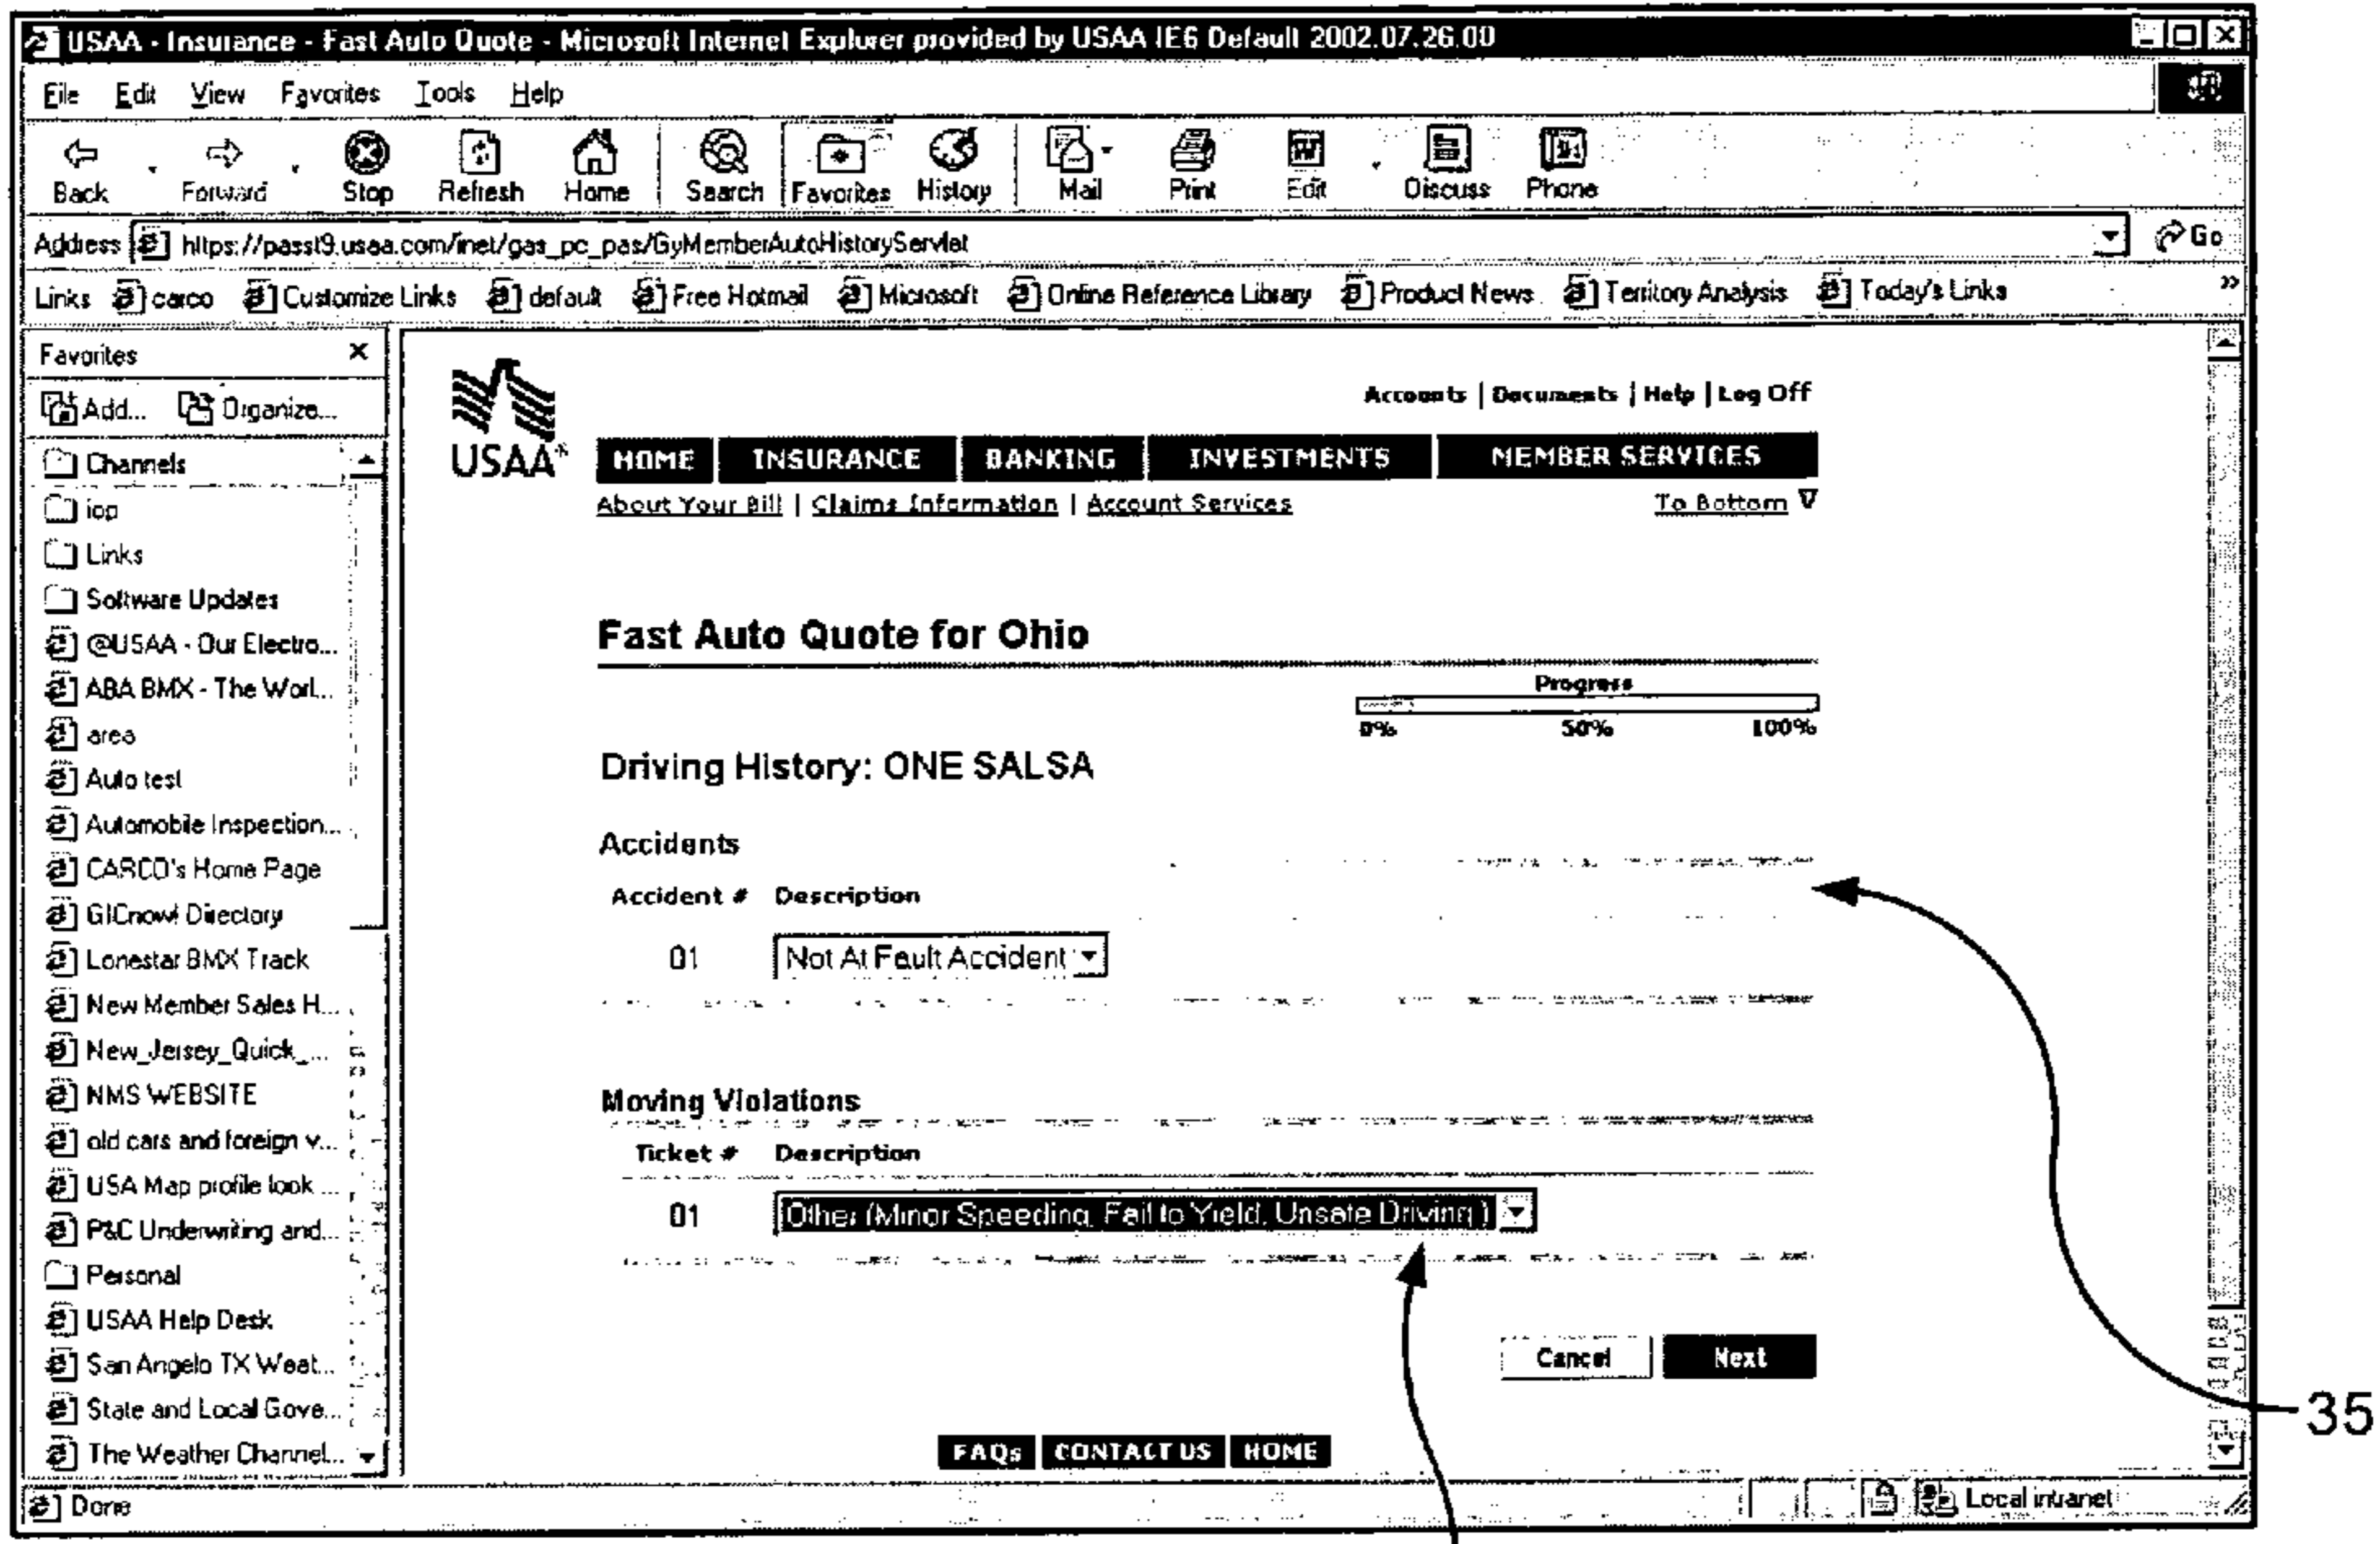 USAA - Insurance - Fast Auto Quote - Microsoft Internet Explorer provided by USAA IE6 Default 2002.07.26.00
File Edit View Favorites Tools Help
Back Forward Stop Refresh Home Search Favorites History Mail Print Edit Discuss Phone
Address https://passt9.usaa.com/inet/gas_pc_pas/GyMemberAutoHistoryServlet Go
Links carco Customize Links default Free Hotmail Microsoft Online Reference Library Product News Territory Analysis Today's Links »
Favorites x
Add... Organize...
Channels
iop
Links
Software Updates
@USAA - Our Electro...
ABA BMX - The Worl...
area
Auto test
Automobile Inspection...
CARCO's Home Page
GICnow! Directory
Lonestar BMX Track
New Member Sales H...
New_Jersey_Quick_...
NMS WEBSITE
old cars and foreign v...
USA Map profile look ...
P&C Underwriting and...
Personal
USAA Help Desk
San Angelo TX Weat...
State and Local Gove...
The Weather Channel...
USAA®
Accounts | Documents | Help | Log Off
HOME INSURANCE BANKING INVESTMENTS MEMBER SERVICES
About Your Bill | Claims Information | Account Services To Bottom
Fast Auto Quote for Ohio
Progress
0% 50% 100%
Driving History: ONE SALSA
Accidents
Accident # Description
01 Not At Fault Accident
Moving Violations
Ticket # Description
01 Other (Minor Speeding, Fail to Yield, Unsafe Driving )
Cancel Next
35
FAQs CONTACT US HOME
Done Local intranet